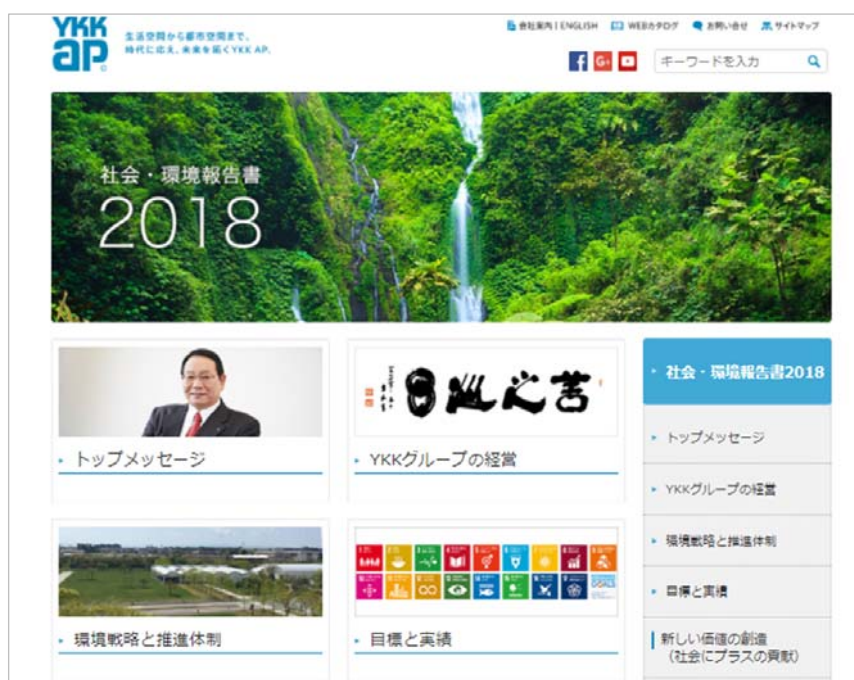 YKK
ap
生活空間から都市空間まで、
時代に応え、未来を拓くYKK AP.
会社案内 | ENGLISH
WEBカタログ
お問い合せ
サイトマップ
キーワードを入力
社会・環境報告書
2018
トップメッセージ
YKKグループの経営
環境戦略と推進体制
目標と実績
社会・環境報告書2018
トップメッセージ
YKKグループの経営
環境戦略と推進体制
目標と実績
新しい価値の創造
(社会にプラスの貢献)